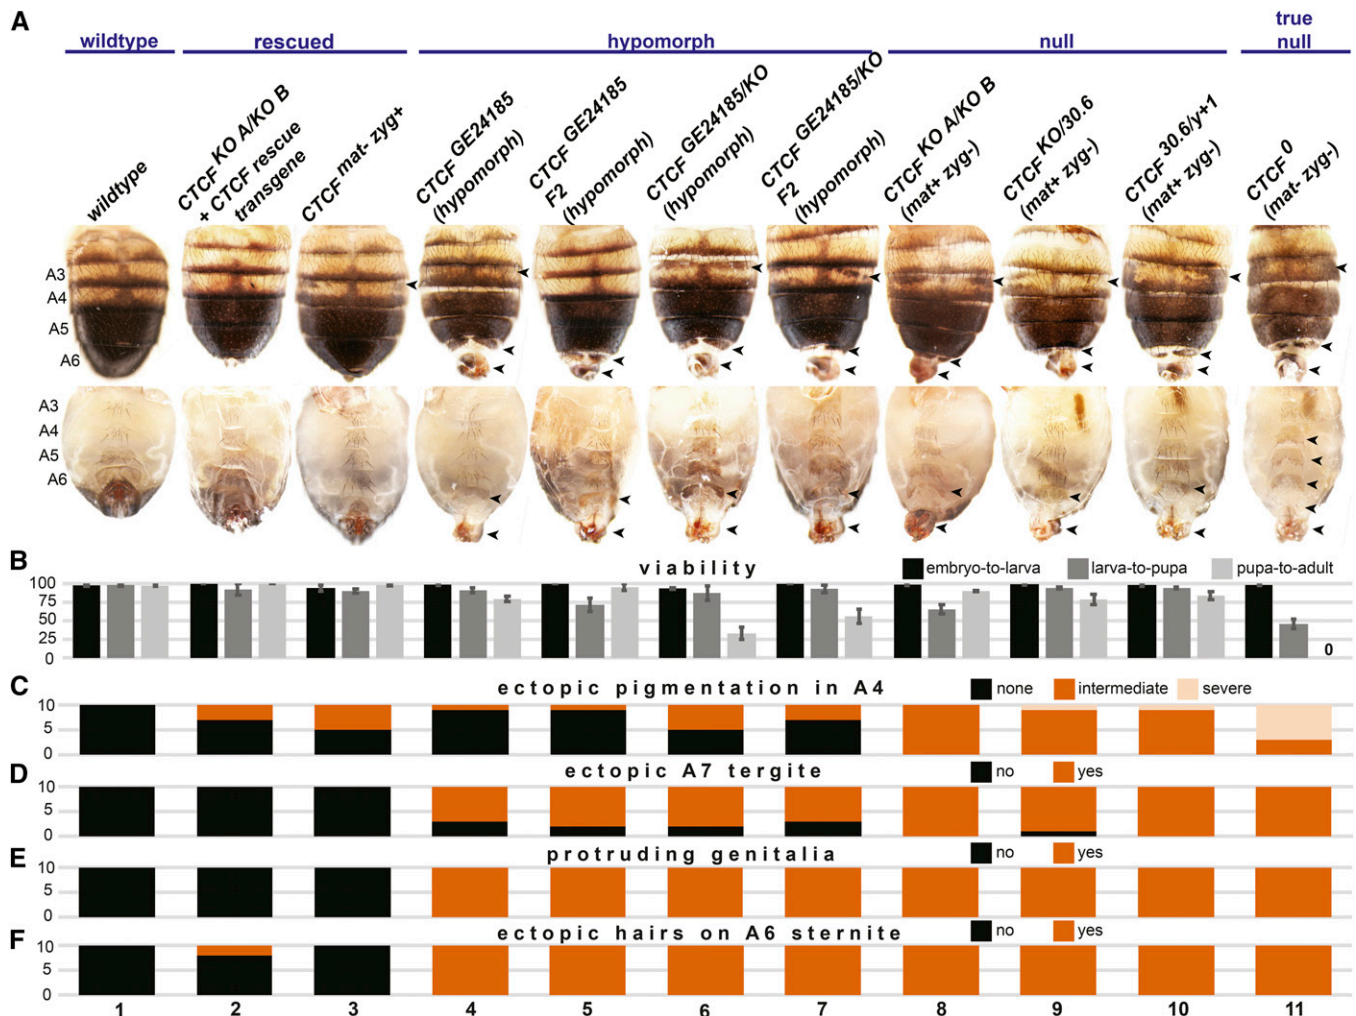 A
wildtype rescued hypomorph null true null
wildtype
CTCF KO A/KO B + CTCF rescue transgene
CTCF mat- zyg+
CTCF GE24185 (hypomorph)
CTCF GE24185 F2 (hypomorph)
CTCF GE24185/KO (hypomorph)
CTCF GE24185/KO F2 (hypomorph)
CTCF KO A/KO B (mat+ zyg-)
CTCF KO/30.6 (mat+ zyg-)
CTCF 30.6/y+1 (mat+ zyg-)
CTCF 0 (mat- zyg-)
A3
A4
A5
A6
A3
A4
A5
A6
B
viability
embryo-to-larva larva-to-pupa pupa-to-adult
100
75
50
25
0
0
C
ectopic pigmentation in A4
none intermediate severe
10
5
0
D
ectopic A7 tergite
no yes
10
5
0
E
protruding genitalia
no yes
10
5
0
F
ectopic hairs on A6 sternite
no yes
10
5
0
1 2 3 4 5 6 7 8 9 10 11